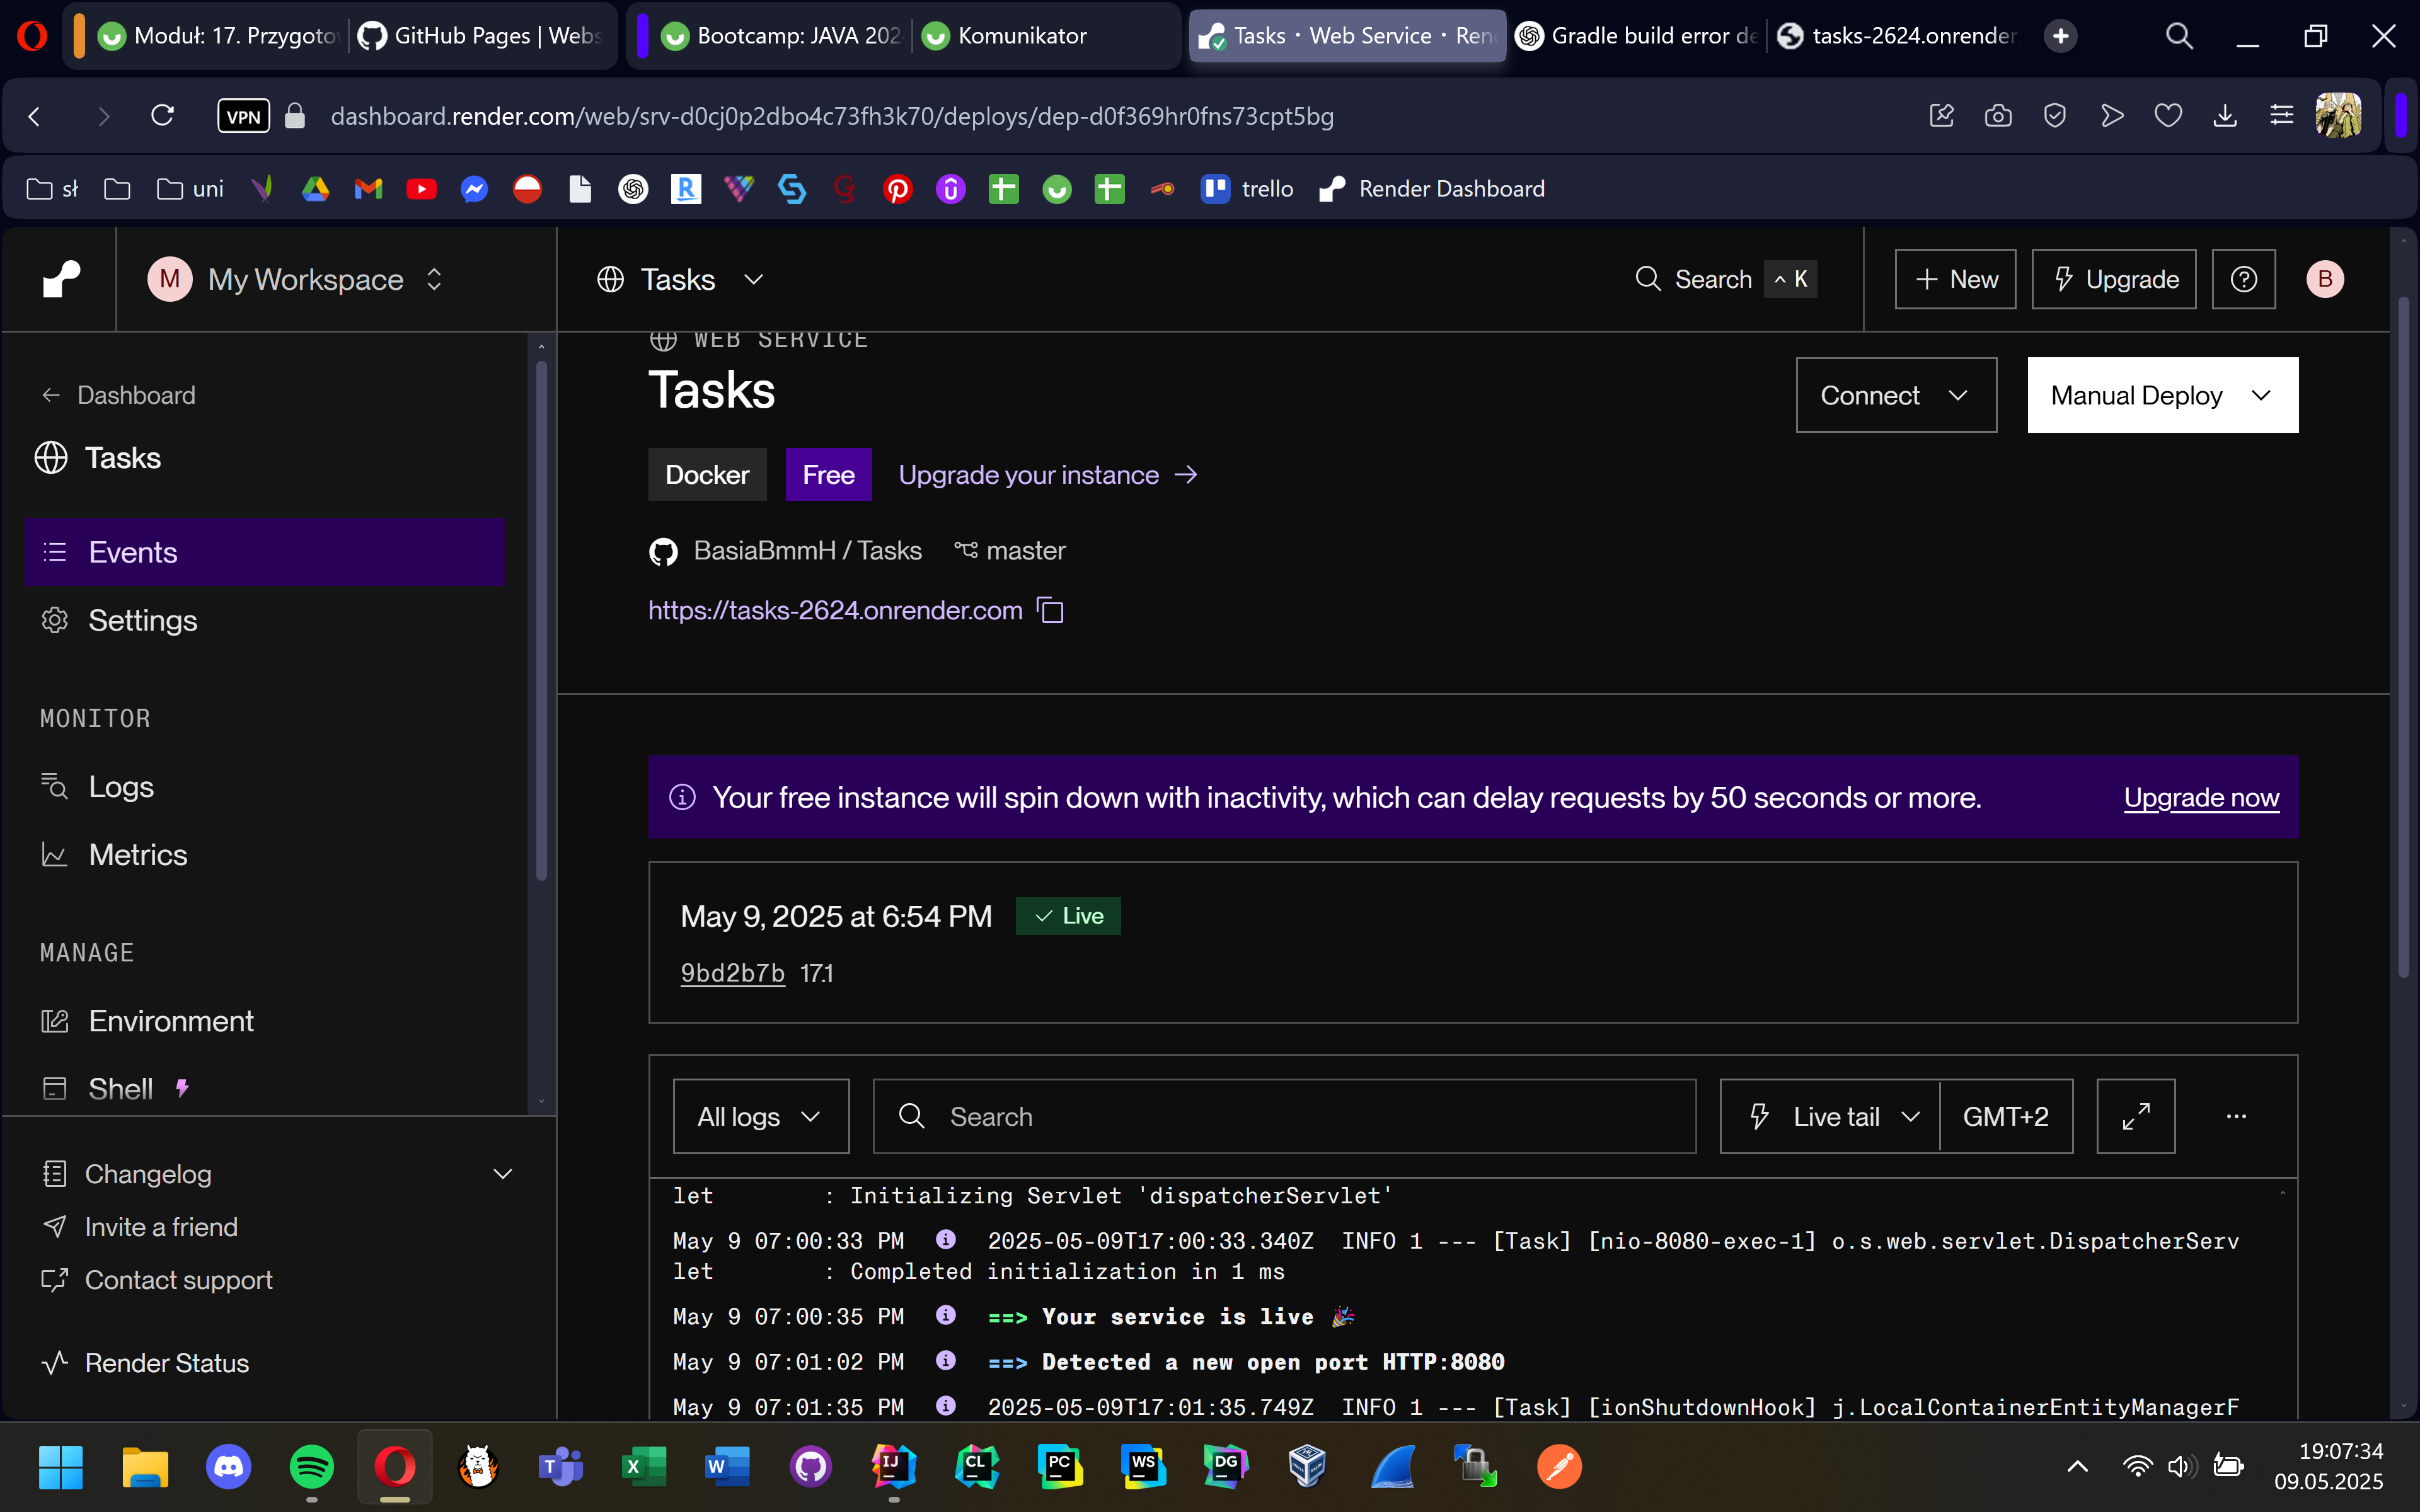 Moduł: 17. Przygoto
GitHub Pages | Webs
Bootcamp: JAVA 202
Komunikator
Tasks · Web Service · Ren
Gradle build error de
tasks-2624.onrender.
VPN
dashboard.render.com/web/srv-d0cj0p2dbo4c73fh3k70/deploys/dep-d0f369hr0fns73cpt5bg
sł
uni
trello
Render Dashboard
M
My Workspace
Tasks
Search
^ K
+ New
Upgrade
B
← Dashboard
Tasks
Events
Settings
MONITOR
Logs
Metrics
MANAGE
Environment
Shell
Changelog
Invite a friend
Contact support
Render Status
WEB SERVICE
Tasks
Connect
Manual Deploy
Docker
Free
Upgrade your instance →
BasiaBmmH / Tasks
master
https://tasks-2624.onrender.com
Your free instance will spin down with inactivity, which can delay requests by 50 seconds or more.
Upgrade now
May 9, 2025 at 6:54 PM
✓ Live
9bd2b7b 17.1
All logs
Search
Live tail
GMT+2
...
let        : Initializing Servlet 'dispatcherServlet'
May 9 07:00:33 PM 2025-05-09T17:00:33.340Z  INFO 1 --- [Task] [nio-8080-exec-1] o.s.web.servlet.DispatcherServ
let        : Completed initialization in 1 ms
May 9 07:00:35 PM ==> Your service is live 🎉
May 9 07:01:02 PM ==> Detected a new open port HTTP:8080
May 9 07:01:35 PM 2025-05-09T17:01:35.749Z  INFO 1 --- [Task] [ionShutdownHook] j.LocalContainerEntityManagerF
19:07:34
09.05.2025